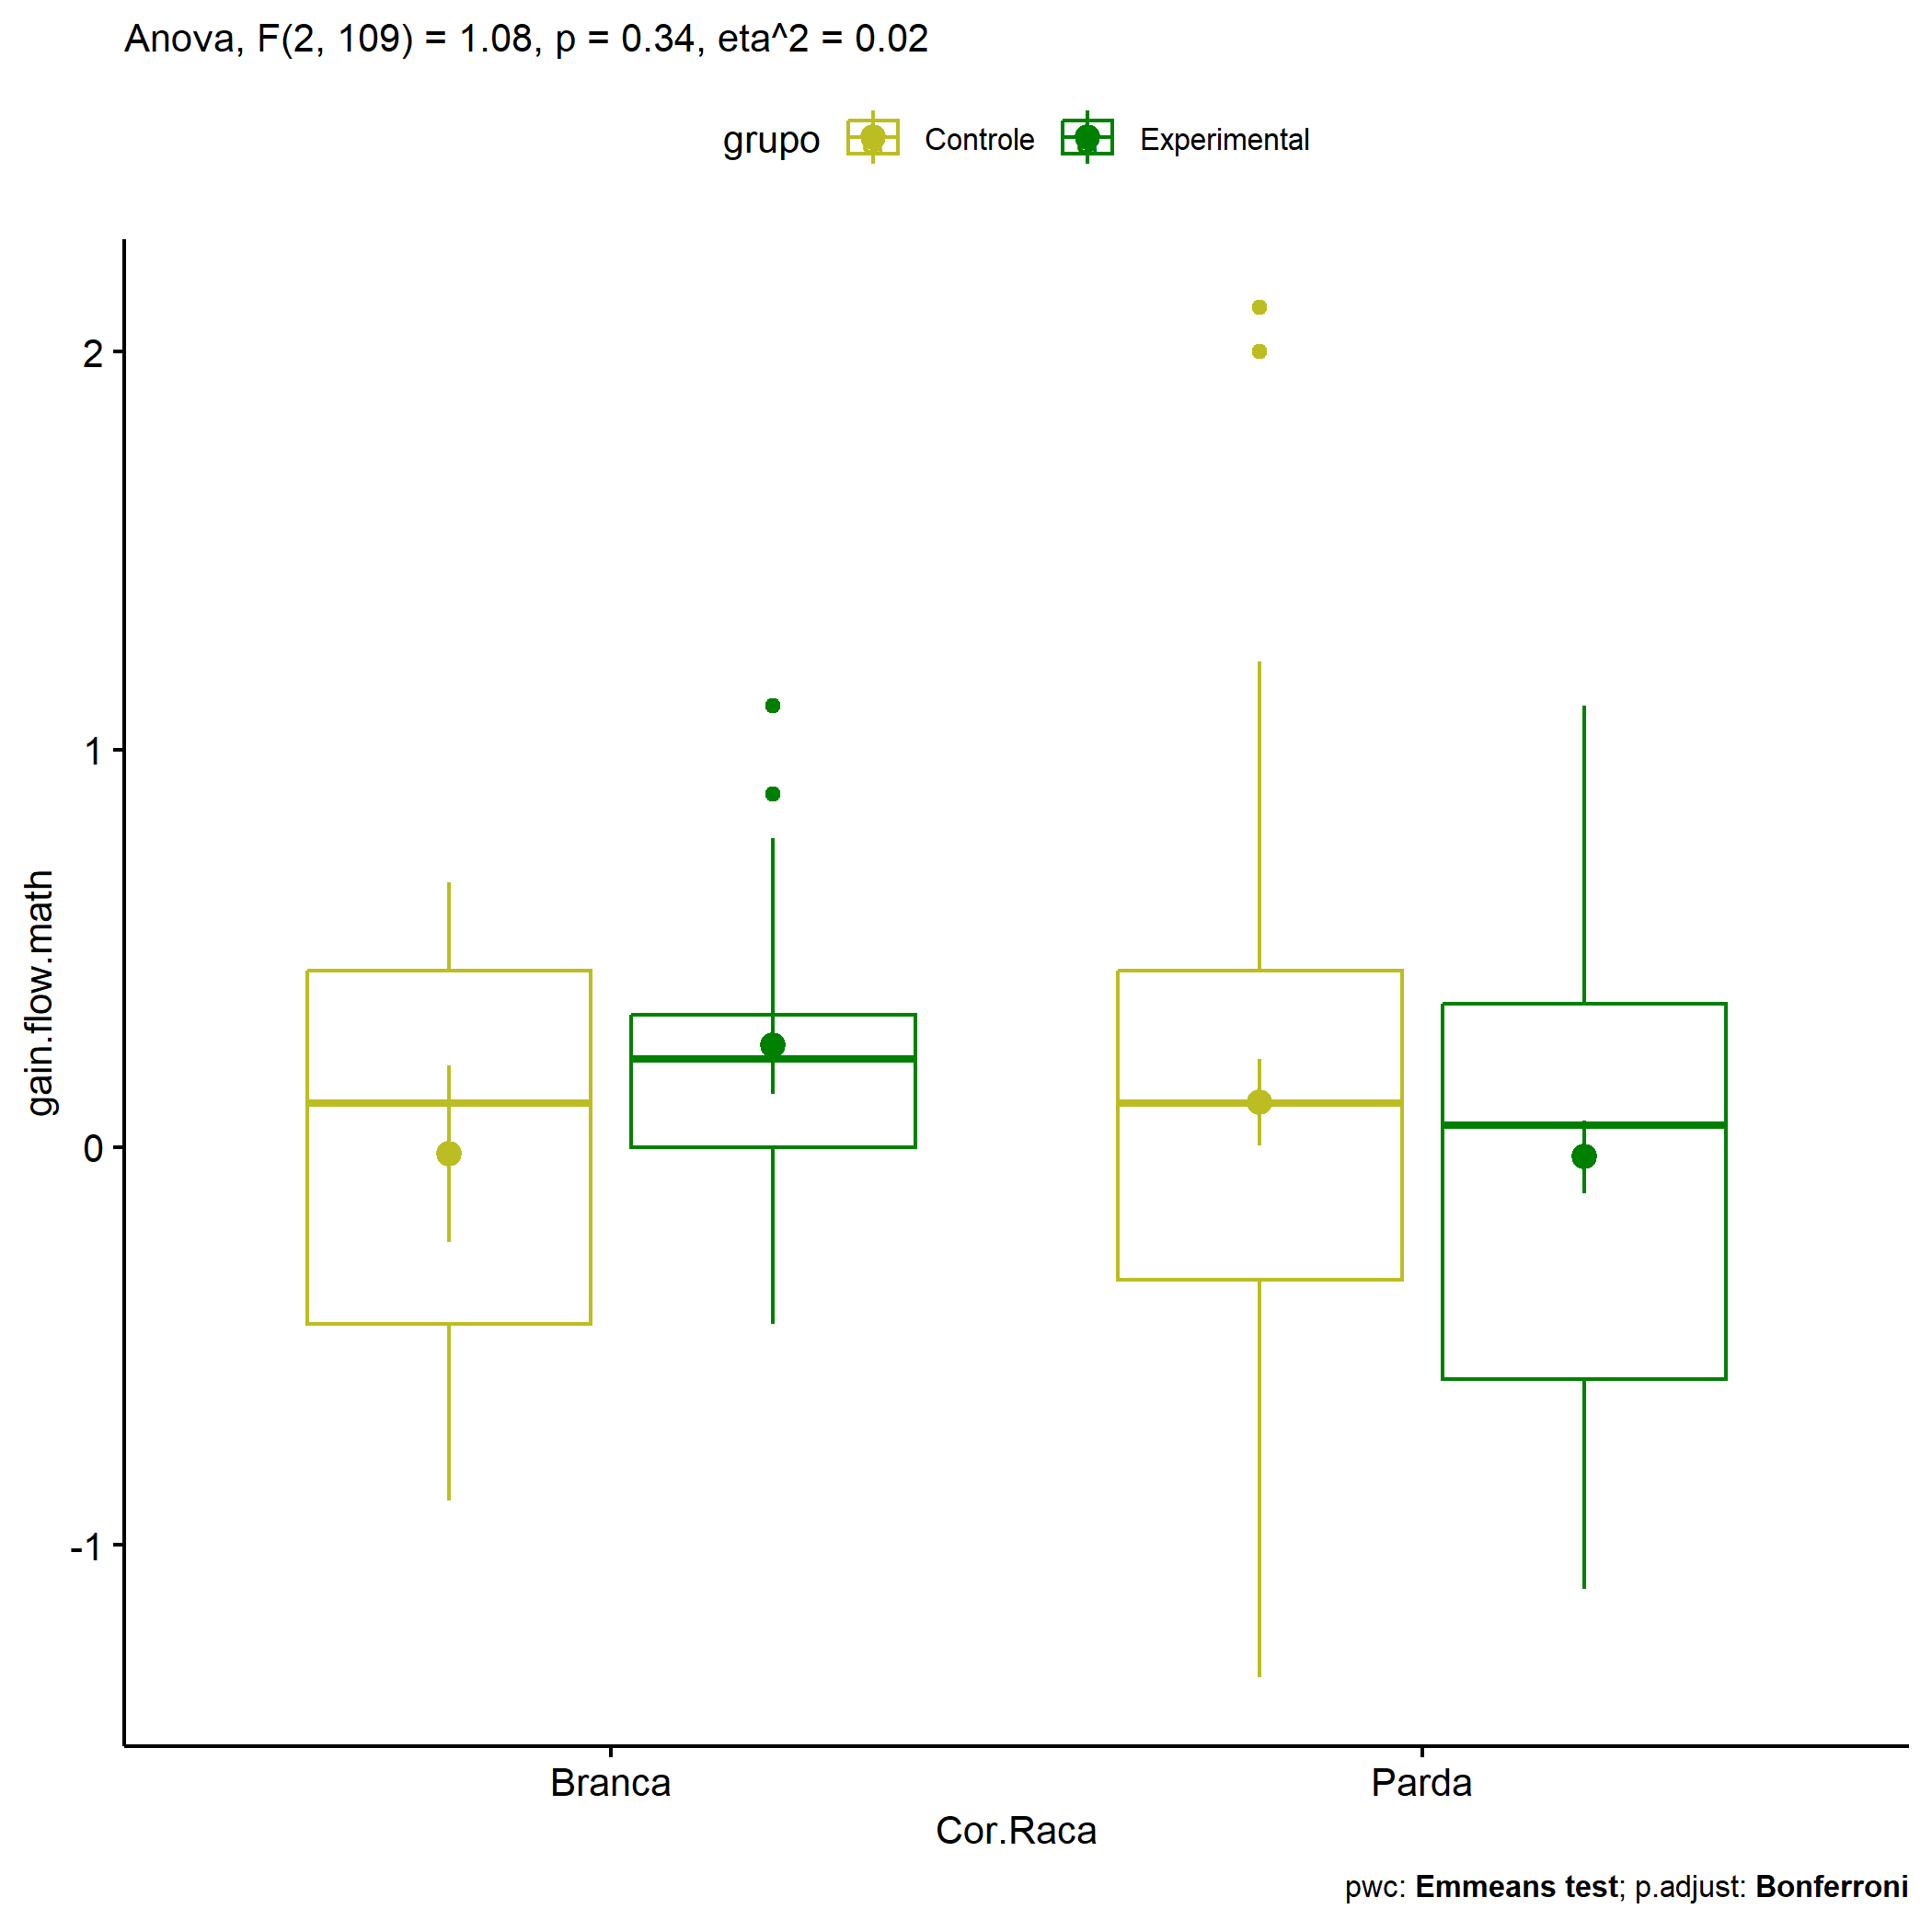 Anova, F(2, 109) = 1.08, p = 0.34, eta^2 = 0.02
grupo Controle Experimental
2
1
0
-1
gain.flow.math
Branca Parda
Cor.Raca
pwc: Emmeans test; p.adjust: Bonferroni